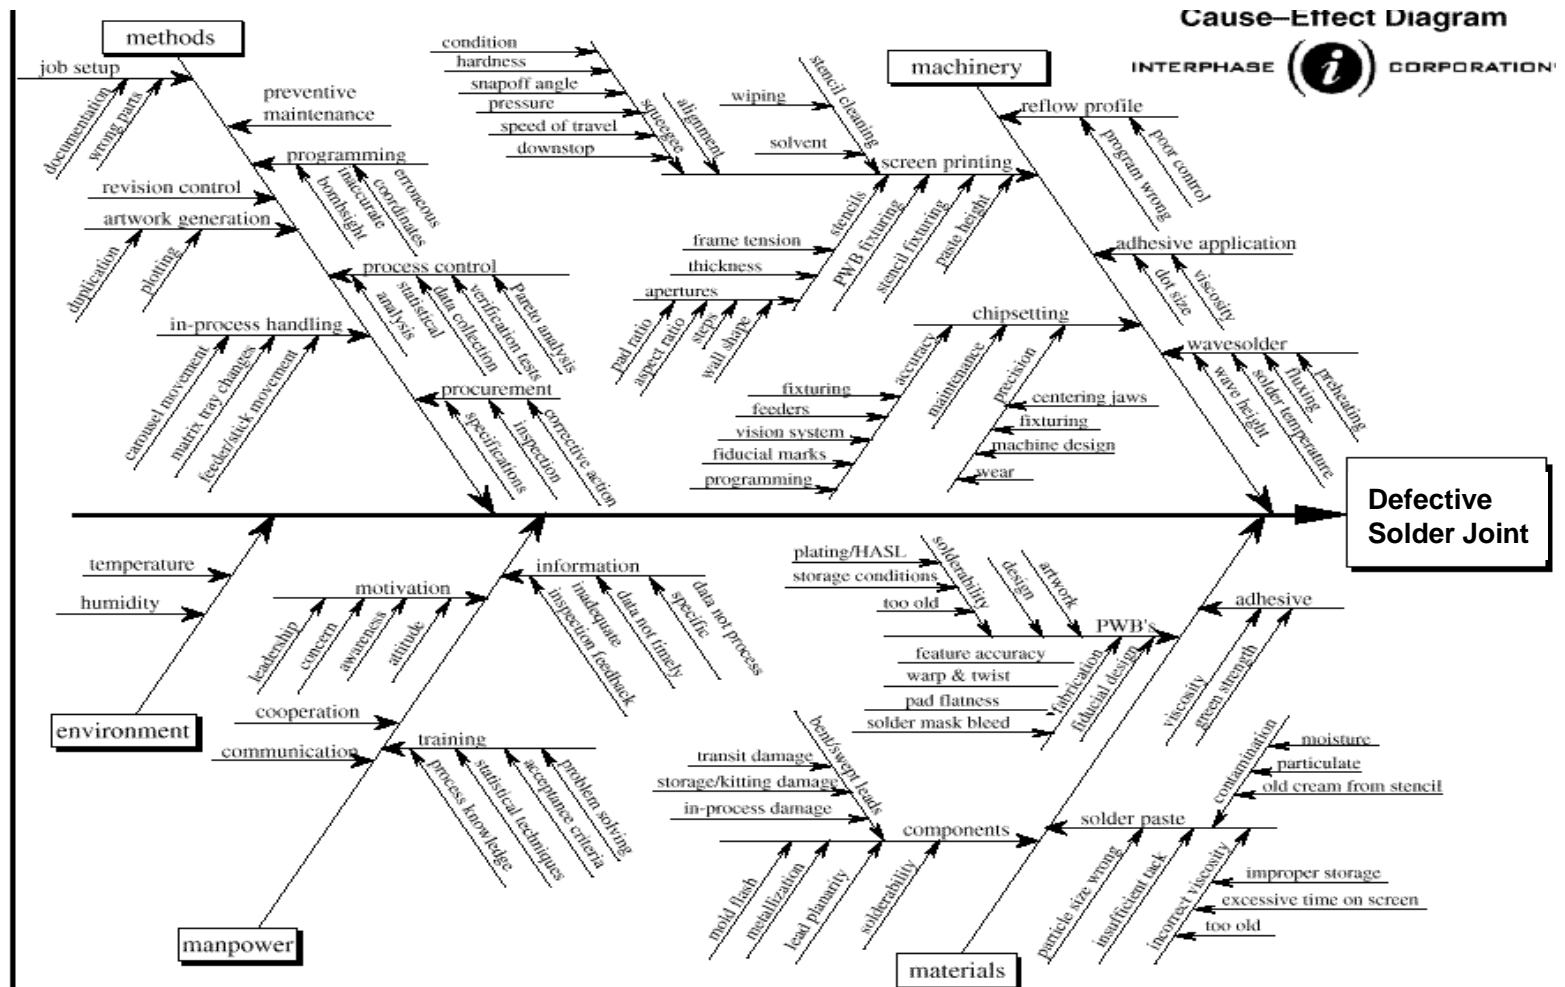 Cause–Effect Diagram
INTERPHASE i CORPORATION
methods
job setup
documentation
wrong parts
preventive
maintenance
programming
bombsight
inaccurate
coordinates
erroneous
revision control
artwork generation
duplication
plotting
process control
analysis
statistical
data collection
verification tests
Pareto analysis
in-process handling
carousel movement
matrix tray changes
feeder/stick movement
procurement
specifications
inspection
corrective action
machinery
condition
hardness
snapoff angle
pressure
speed of travel
downstop
squeegee
alignment
stencil cleaning
wiping
solvent
screen printing
stencils
PWB fixturing
stencil fixturing
paste height
frame tension
thickness
apertures
pad ratio
aspect ratio
steps
wall shape
reflow profile
program wrong
poor control
adhesive application
dot size
viscosity
chipsetting
accuracy
maintenance
precision
fixturing
feeders
vision system
fiducial marks
programming
centering jaws
fixturing
machine design
wear
wavesolder
wave height
solder temperature
fluxing
preheating
Defective
Solder Joint
environment
temperature
humidity
manpower
motivation
leadership
concern
awareness
attitude
information
inspection feedback
inadequate
data not timely
specific
data not process
cooperation
communication
training
process knowledge
statistical techniques
acceptance criteria
problem solving
materials
plating/HASL
storage conditions
too old
solderability
design
artwork
PWB's
feature accuracy
warp & twist
pad flatness
solder mask bleed
fabrication
fiducial design
adhesive
viscosity
green strength
bent/swept leads
transit damage
storage/kitting damage
in-process damage
components
mold flash
metallization
lead planarity
solderability
contamination
moisture
particulate
old cream from stencil
solder paste
particle size wrong
insufficient tack
incorrect viscosity
improper storage
excessive time on screen
too old